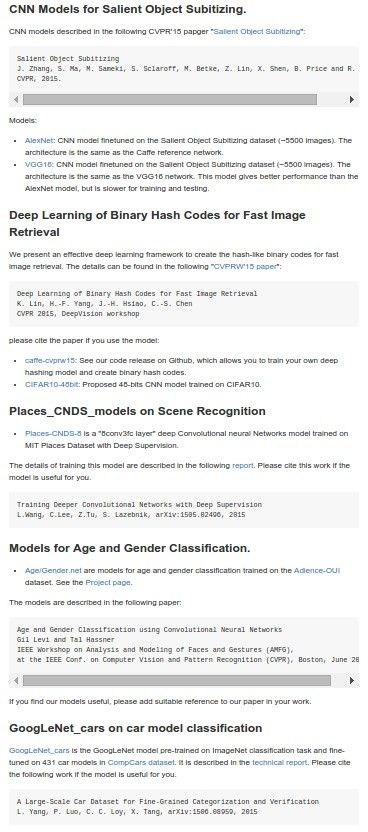 CNN Models for Salient Object Subitizing.
CNN models described in the following CVPR'15 papger "Salient Object Subitizing":
Salient Object Subitizing
J. Zhang, S. Ma, M. Sameki, S. Sclaroff, M. Betke, Z. Lin, X. Shen, B. Price and R.
CVPR, 2015.
Models:
AlexNet: CNN model finetuned on the Salient Object Subitizing dataset (~5500 images). The
architecture is the same as the Caffe reference network.
VGG16: CNN model finetuned on the Salient Object Subitizing dataset (~5500 images). The
architecture is the same as the VGG16 network. This model gives better performance than the
AlexNet model, but is slower for training and testing.
Deep Learning of Binary Hash Codes for Fast Image
Retrieval
We present an effective deep learning framework to create the hash-like binary codes for fast
image retrieval. The details can be found in the following "CVPRW'15 paper":
Deep Learning of Binary Hash Codes for Fast Image Retrieval
K. Lin, H.-F. Yang, J.-H. Hsiao, C.-S. Chen
CVPR 2015, DeepVision workshop
please cite the paper if you use the model:
caffe-cvprw15: See our code release on Github, which allows you to train your own deep
hashing model and create binary hash codes.
CIFAR10-48bit: Proposed 48-bits CNN model trained on CIFAR10.
Places_CNDS_models on Scene Recognition
Places-CNDS-8 is a "8conv3fc layer" deep Convolutional neural Networks model trained on
MIT Places Dataset with Deep Supervision.
The details of training this model are described in the following report. Please cite this work if the
model is useful for you.
Training Deeper Convolutional Networks with Deep Supervision
L.Wang, C.Lee, Z.Tu, S. Lazebnik, arXiv:1505.02496, 2015
Models for Age and Gender Classification.
Age/Gender.net are models for age and gender classification trained on the Adience-OUI
dataset. See the Project page.
The models are described in the following paper:
Age and Gender Classification using Convolutional Neural Networks
Gil Levi and Tal Hassner
IEEE Workshop on Analysis and Modeling of Faces and Gestures (AMFG),
at the IEEE Conf. on Computer Vision and Pattern Recognition (CVPR), Boston, June 20
If you find our models useful, please add suitable reference to our paper in your work.
GoogLeNet_cars on car model classification
GoogLeNet_cars is the GoogLeNet model pre-trained on ImageNet classification task and fine-
tuned on 431 car models in CompCars dataset. It is described in the technical report. Please cite
the following work if the model is useful for you.
A Large-Scale Car Dataset for Fine-Grained Categorization and Verification
L. Yang, P. Luo, C. C. Loy, X. Tang, arXiv:1506.08959, 2015